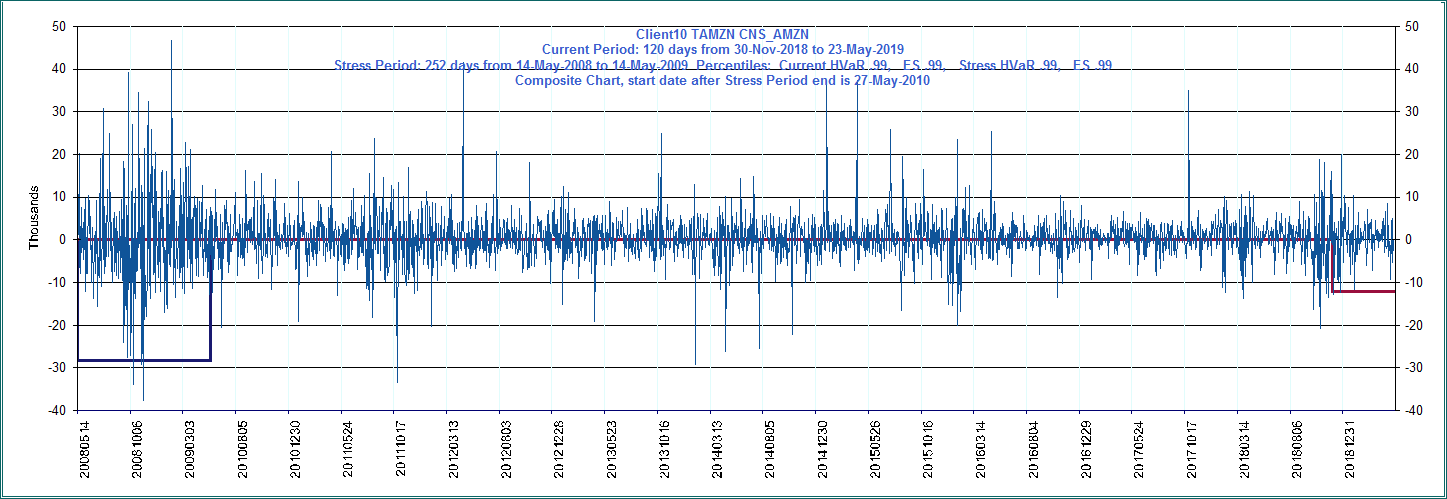 Client10 TAMZN CNS_AMZN
Current Period: 120 days from 30-Nov-2018 to 23-May-2019
Stress Period: 252 days from 14-May-2008 to 14-May-2009 Percentiles: Current HVaR .99, ES .99, Stress HVaR .99, ES .99
Composite Chart, start date after Stress Period end is 27-May-2010
50 50
40 40
30 30
20 20
10 10
0 0
-10 -10
-20 -20
-30 -30
-40 -40
Thousands
20080514 20081006 20090303 20100805 20101230 20110524 20111017 20120313 20120803 20121228 20130523 20131016 20140313 20140805 20141230 20150526 20151016 20160314 20160804 20161229 20170524 20171017 20180314 20180806 20181231